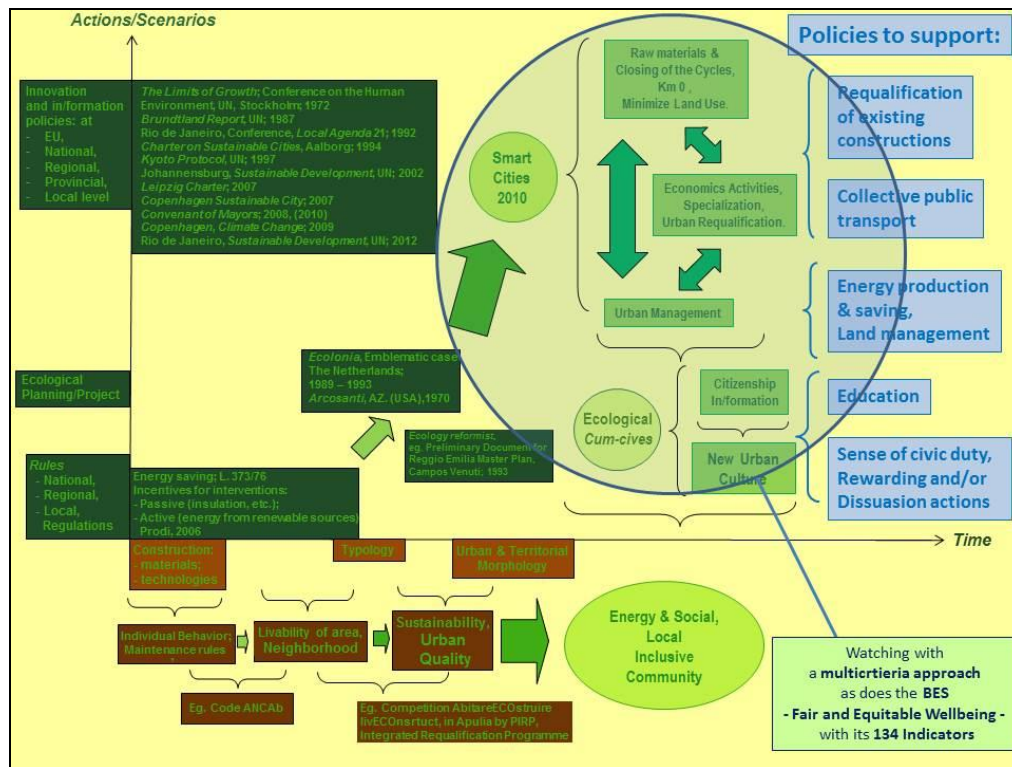 Actions/Scenarios
Innovation
and in/formation
policies: at
- EU,
- National,
- Regional,
- Provincial,
- Local level
The Limits of Growth; Conference on the Human
Environment, UN, Stockholm; 1972
Brundtland Report, UN; 1987
Rio de Janeiro, Conference, Local Agenda 21; 1992
Charter on Sustainable Cities, Aalborg; 1994
Kyoto Protocol, UN; 1997
Johannensburg, Sustainable Development, UN; 2002
Leipzig Charter; 2007
Copenhagen Sustainable City; 2007
Convenant of Mayors; 2008, (2010)
Copenhagen, Climate Change; 2009
Rio de Janeiro, Sustainable Development, UN; 2012
Smart
Cities
2010
Raw materials &
Closing of the Cycles,
Km 0 ,
Minimize Land Use.
Economics Activities,
Specialization,
Urban Requalification.
Urban Management
Policies to support:
Requalification
of existing
constructions
Collective public
transport
Energy production
& saving,
Land management
Education
Sense of civic duty,
Rewarding and/or
Dissuasion actions
Ecological
Planning/Project
Ecolonia, Emblematic case
The Netherlands;
1989 – 1993
Arcosanti, AZ. (USA),1970
Ecology reformist,
eg. Preliminary Document for
Reggio Emilia Master Plan,
Campos Venuti; 1993
Ecological
Cum-cives
Citizenship
In/formation
New Urban
Culture
Rules
- National,
- Regional,
- Local,
Regulations
Energy saving; L. 373/76
Incentives for interventions:
- Passive (insulation, etc.);
- Active (energy from renewable sources)
Prodi, 2006
Time
Construction:
- materials;
- technologies
Typology
Urban & Territorial
Morphology
Individual Behavior;
Maintenance rules
Livability of area,
Neighborhood
Sustainability,
Urban
Quality
Energy & Social,
Local
Inclusive
Community
Eg. Code ANCAb
Eg. Competition AbitareECOstruire
livECOnsrtuct, in Apulia by PIRP,
Integrated Requalification Programme
Watching with
a multicrtieria approach
as does the BES
- Fair and Equitable Wellbeing -
with its 134 Indicators